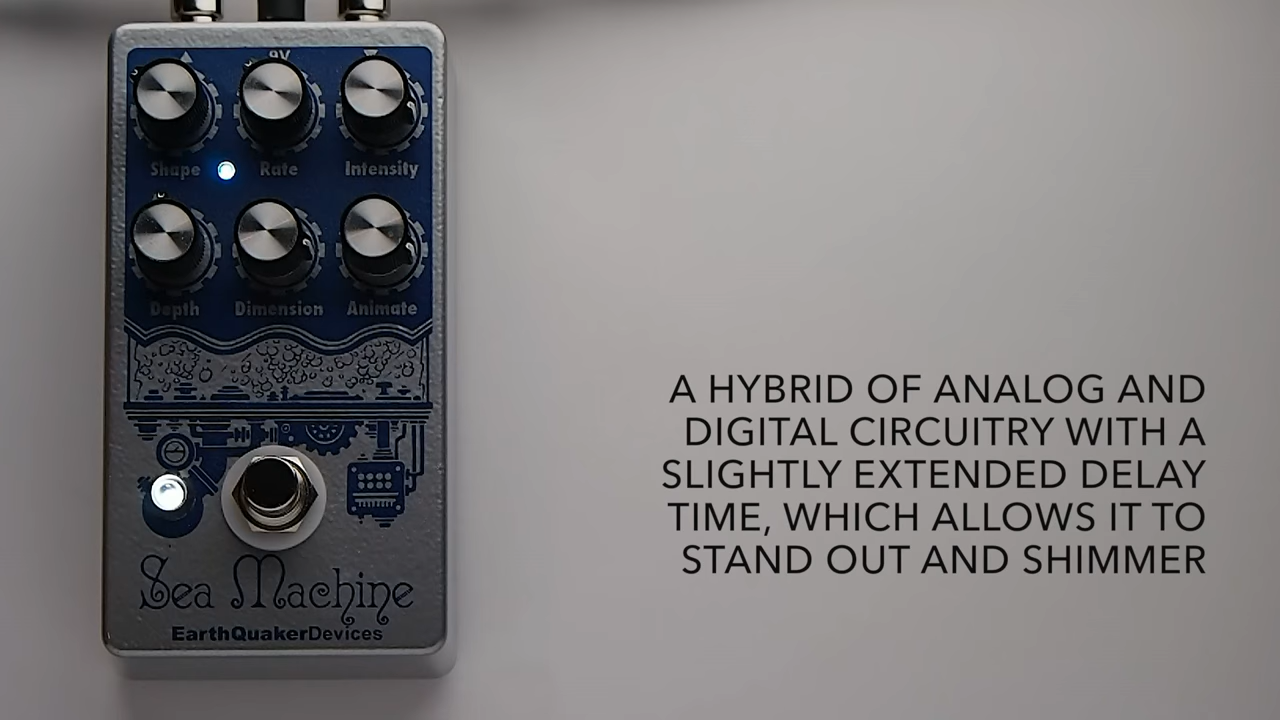 9V
Shape Rate Intensity
Depth Dimension Animate
Sea Machine
EarthQuakerDevices
A HYBRID OF ANALOG AND
DIGITAL CIRCUITRY WITH A
SLIGHTLY EXTENDED DELAY
TIME, WHICH ALLOWS IT TO
STAND OUT AND SHIMMER